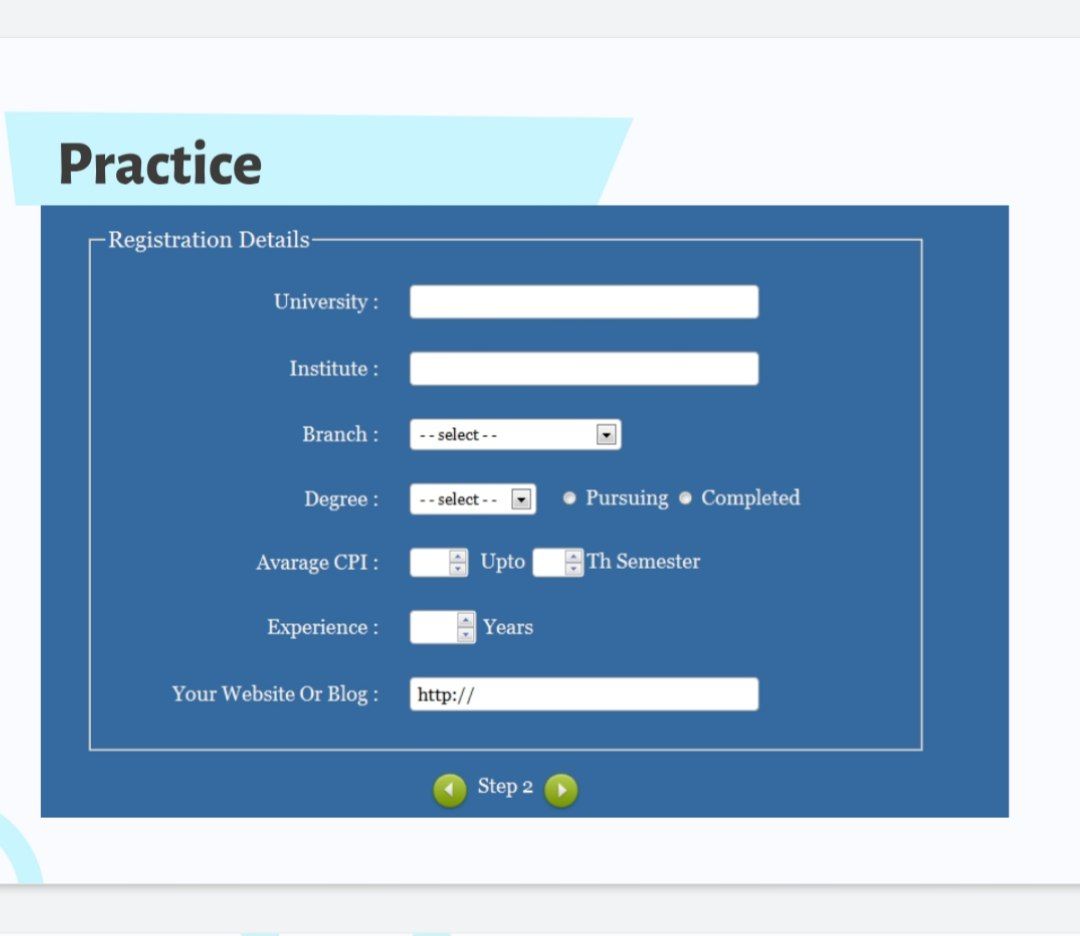 Practice
Registration Details
University :
Institute :
Branch : -- select --
Degree : -- select -- Pursuing Completed
Avarage CPI : Upto Th Semester
Experience : Years
Your Website Or Blog : http://
Step 2